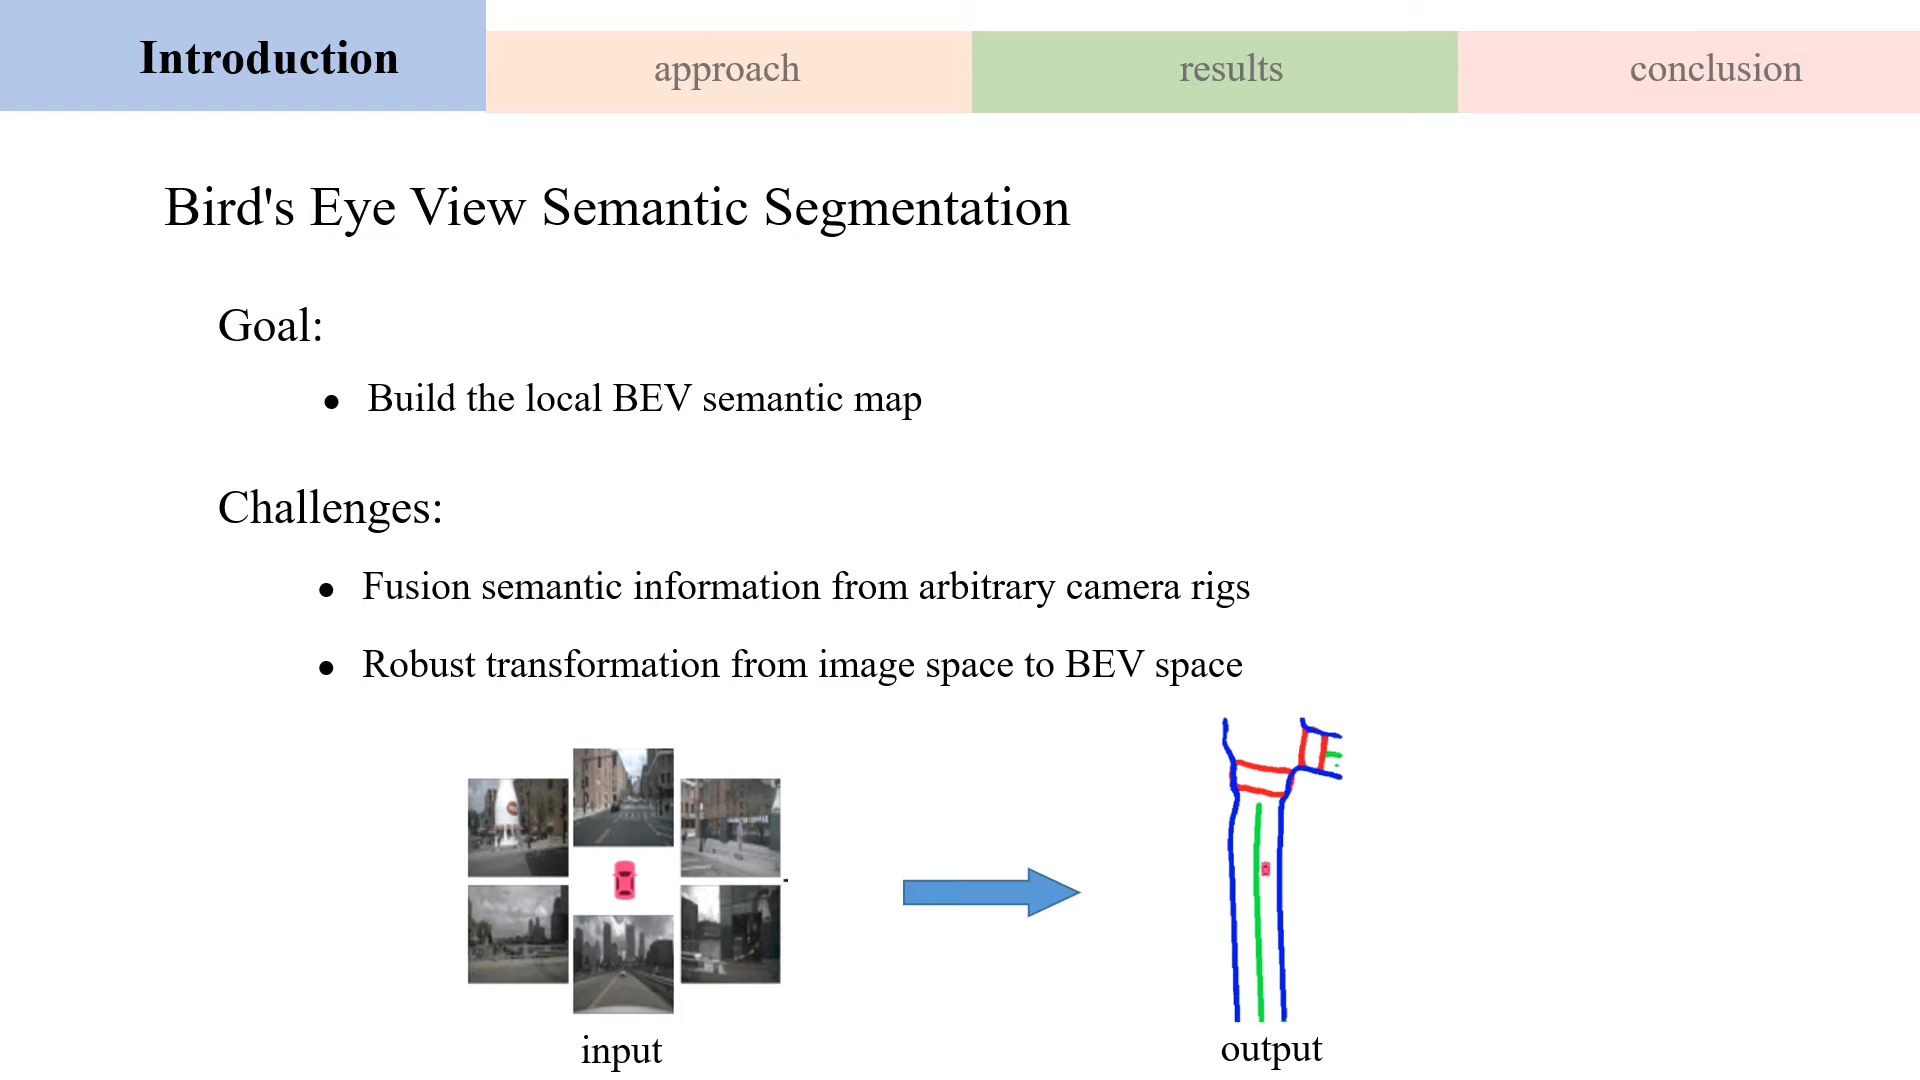 Introduction
approach
results
conclusion
Bird's Eye View Semantic Segmentation
Goal:
● Build the local BEV semantic map
Challenges:
● Fusion semantic information from arbitrary camera rigs
● Robust transformation from image space to BEV space
input
output